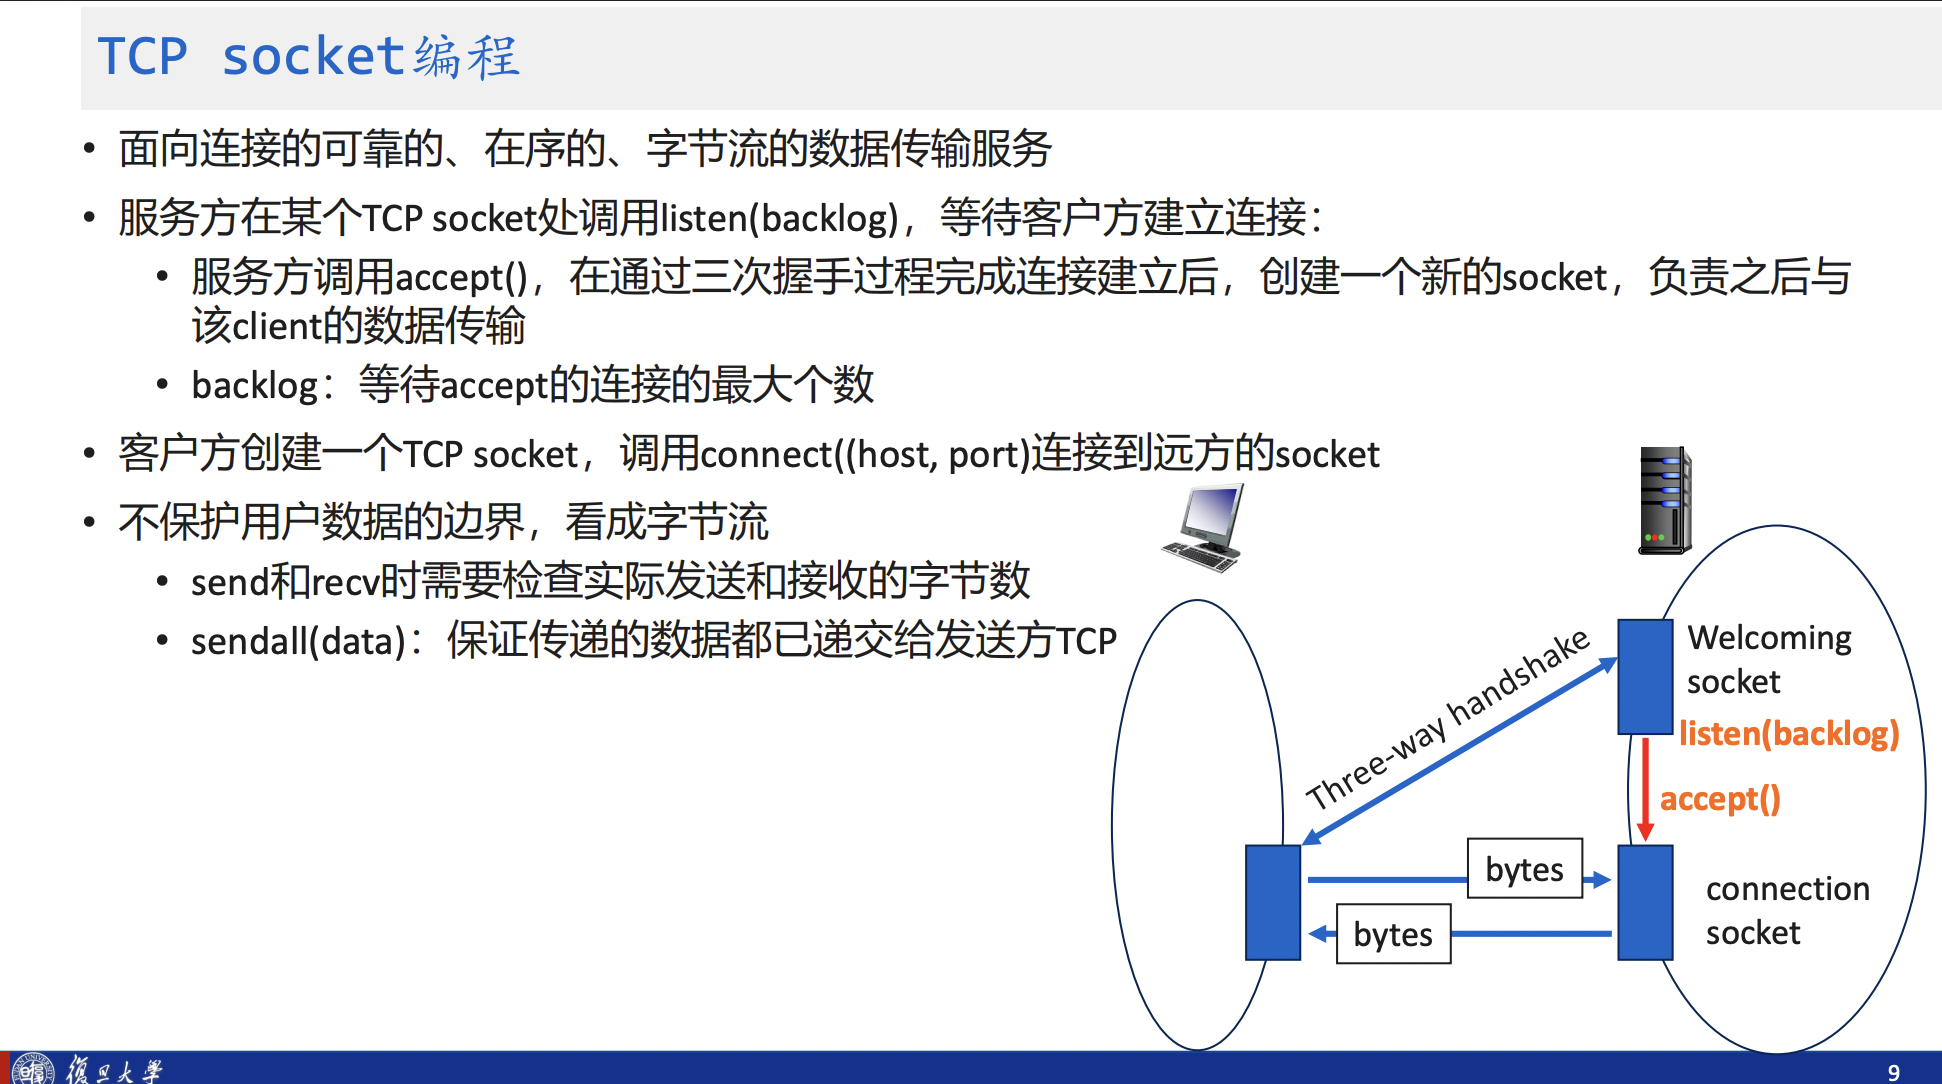 TCP socket编程
• 面向连接的可靠的、在序的、字节流的数据传输服务
• 服务方在某个TCP socket处调用listen(backlog)，等待客户方建立连接：
• 服务方调用accept()，在通过三次握手过程完成连接建立后，创建一个新的socket，负责之后与
该client的数据传输
• backlog：等待accept的连接的最大个数
• 客户方创建一个TCP socket，调用connect((host, port)连接到远方的socket
• 不保护用户数据的边界，看成字节流
• send和recv时需要检查实际发送和接收的字节数
• sendall(data)：保证传递的数据都已递交给发送方TCP
Three-way handshake
Welcoming
socket
listen(backlog)
accept()
bytes
bytes
connection
socket
復旦大學
9